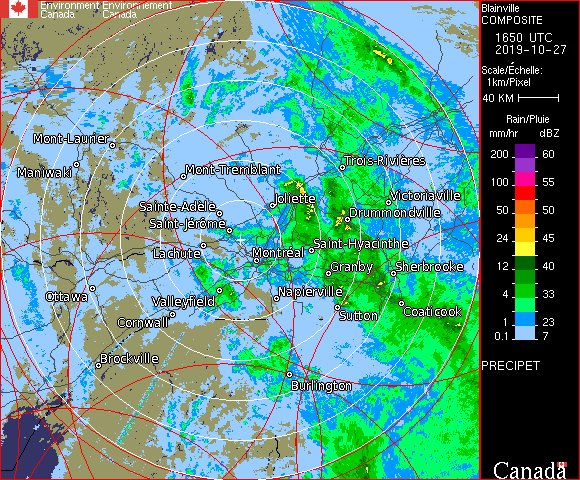 Environment Environnement
Canada Canada
Mont-Laurier
Maniwaki
Mont-Tremblant
Trois-Rivières
Sainte-Adèle
Joliette
Victoriaville
Saint-Jérôme
Drummondville
Lachute
Montréal
Saint-Hyacinthe
Granby
Sherbrooke
Ottawa
Valleyfield
Napierville
Cornwall
Sutton
Coaticook
Brockville
Burlington
Blainville
COMPOSITE
1650 UTC
2019-10-27
Scale/Échelle:
1km/Pixel
40 KM
Rain/Pluie
mm/hr dBZ
200 60
100 55
50 50
24 45
12 40
4 33
1 23
0.1 7
PRECIPET
Canada